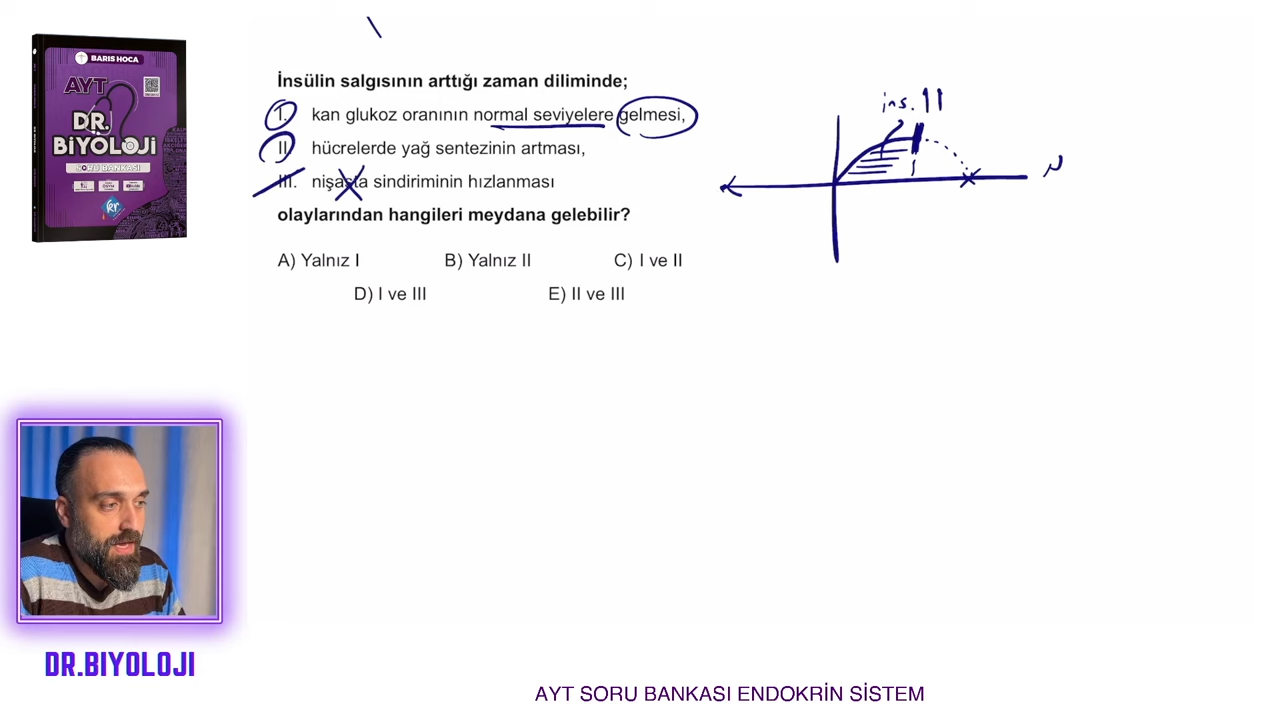 BARIS HOCA
AYT
DR.
BİYOLOJİ
SORU BANKASI
İnsülin salgısının arttığı zaman diliminde;
I. kan glukoz oranının normal seviyelere gelmesi,
II. hücrelerde yağ sentezinin artması,
III. nişasta sindiriminin hızlanması
olaylarından hangileri meydana gelebilir?
A) Yalnız I B) Yalnız II C) I ve II
D) I ve III E) II ve III
ins.
N
DR.BIYOLOJI
AYT SORU BANKASI ENDOKRİN SİSTEM